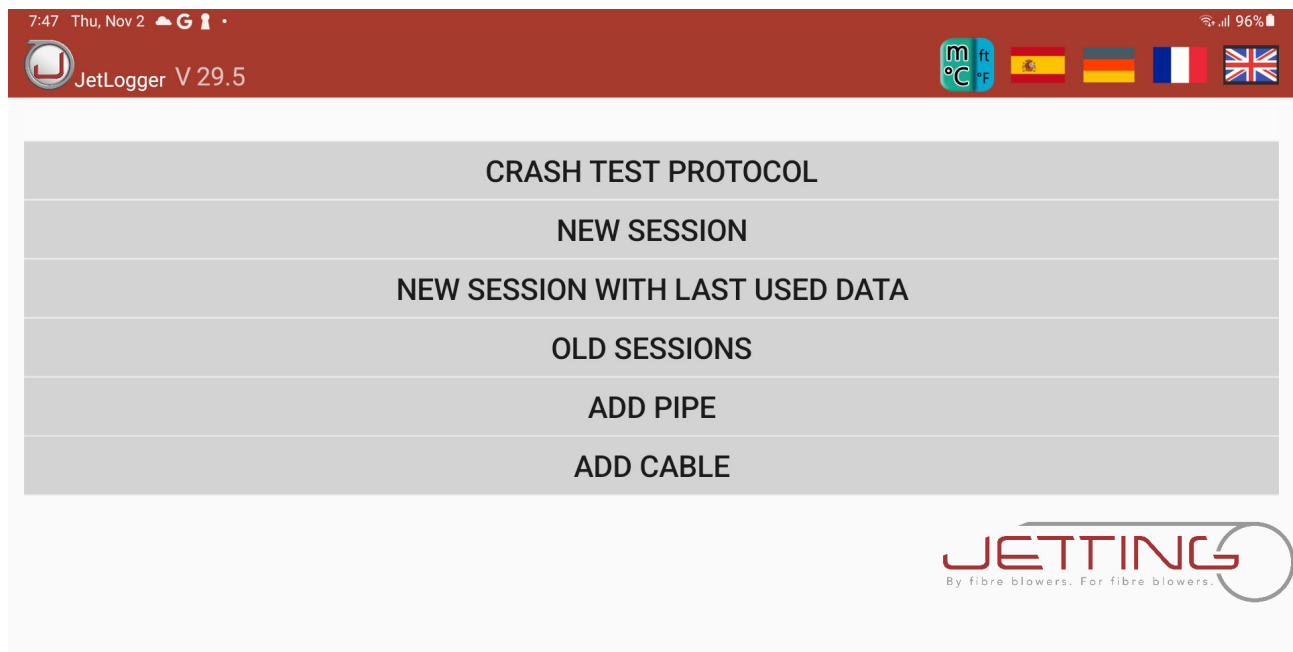 7:47 Thu, Nov 2 G 96%
JetLogger V 29.5
m ft
°C °F
CRASH TEST PROTOCOL
NEW SESSION
NEW SESSION WITH LAST USED DATA
OLD SESSIONS
ADD PIPE
ADD CABLE
JETTING
By fibre blowers. For fibre blowers.